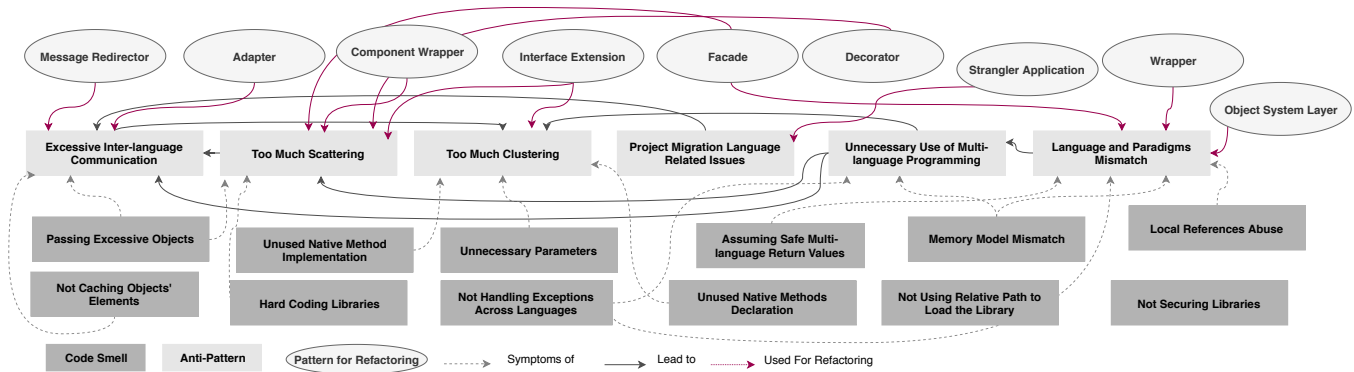 Message Redirector
Adapter
Component Wrapper
Interface Extension
Facade
Decorator
Strangler Application
Wrapper
Object System Layer
Excessive Inter-language
Communication
Too Much Scattering
Too Much Clustering
Project Migration Language
Related Issues
Unnecessary Use of Multi-
language Programming
Language and Paradigms
Mismatch
Passing Excessive Objects
Unused Native Method
Implementation
Unnecessary Parameters
Assuming Safe Multi-
language Return Values
Memory Model Mismatch
Local References Abuse
Not Caching Objects'
Elements
Hard Coding Libraries
Not Handling Exceptions
Across Languages
Unused Native Methods
Declaration
Not Using Relative Path to
Load the Library
Not Securing Libraries
Code Smell
Anti-Pattern
Pattern for Refactoring
Symptoms of
Lead to
Used For Refactoring